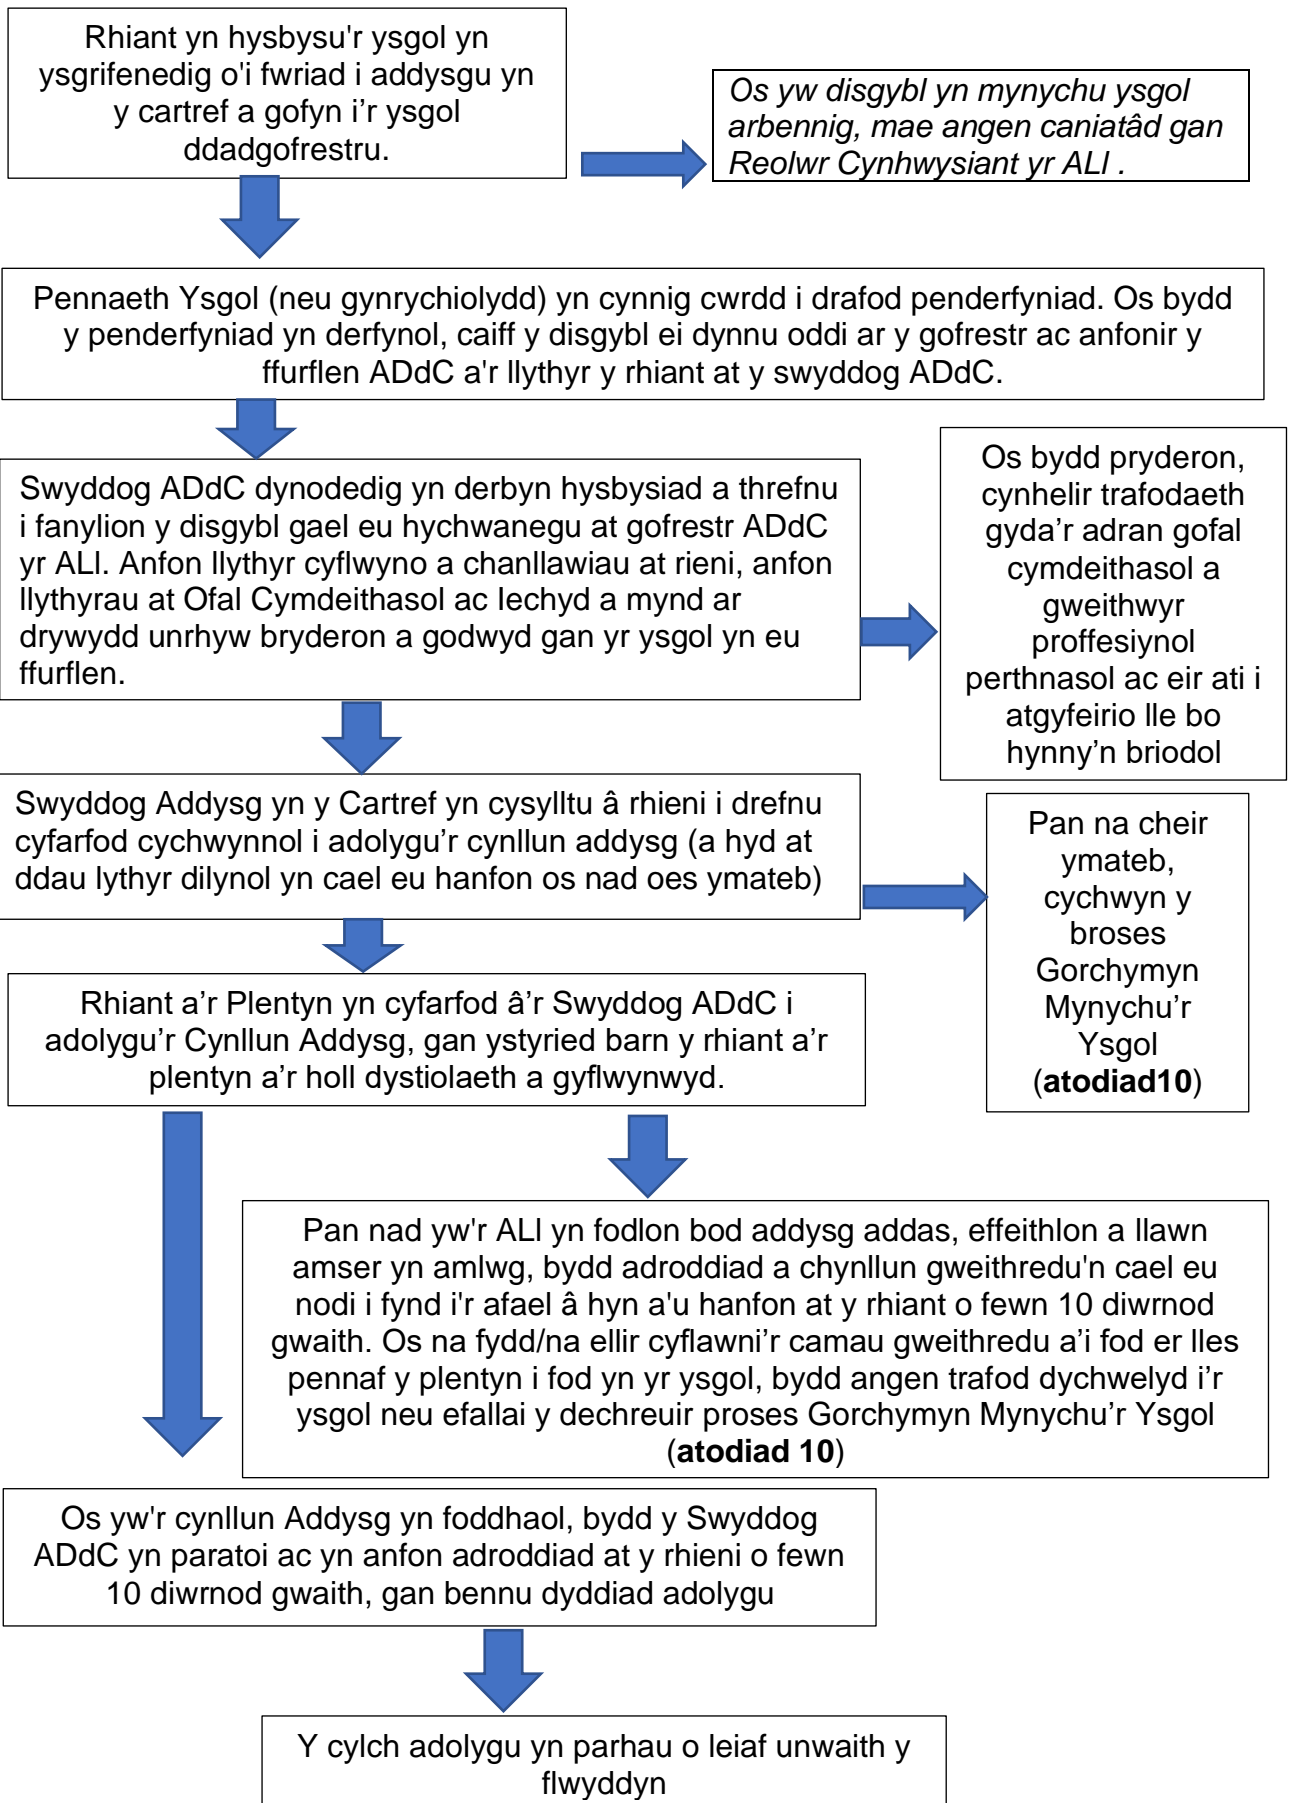 Rhiant yn hysbysu'r ysgol yn
ysgrifenedig o'i fwriad i addysgu yn
y cartref a gofyn i’r ysgol
ddadgofrestru.
Os yw disgybl yn mynychu ysgol
arbennig, mae angen caniatâd gan
Reolwr Cynhwysiant yr ALl .
Pennaeth Ysgol (neu gynrychiolydd) yn cynnig cwrdd i drafod penderfyniad. Os bydd
y penderfyniad yn derfynol, caiff y disgybl ei dynnu oddi ar y gofrestr ac anfonir y
ffurflen ADdC a'r llythyr y rhiant at y swyddog ADdC.
Swyddog ADdC dynodedig yn derbyn hysbysiad a threfnu
i fanylion y disgybl gael eu hychwanegu at gofrestr ADdC
yr ALl. Anfon llythyr cyflwyno a chanllawiau at rieni, anfon
llythyrau at Ofal Cymdeithasol ac Iechyd a mynd ar
drywydd unrhyw bryderon a godwyd gan yr ysgol yn eu
ffurflen.
Os bydd pryderon,
cynhelir trafodaeth
gyda’r adran gofal
cymdeithasol a
gweithwyr
proffesiynol
perthnasol ac eir ati i
atgyfeirio lle bo
hynny’n briodol
Swyddog Addysg yn y Cartref yn cysylltu â rhieni i drefnu
cyfarfod cychwynnol i adolygu’r cynllun addysg (a hyd at
ddau lythyr dilynol yn cael eu hanfon os nad oes ymateb)
Pan na cheir
ymateb,
cychwyn y
broses
Gorchymyn
Mynychu’r
Ysgol
(atodiad10)
Rhiant a’r Plentyn yn cyfarfod â’r Swyddog ADdC i
adolygu’r Cynllun Addysg, gan ystyried barn y rhiant a’r
plentyn a’r holl dystiolaeth a gyflwynwyd.
Pan nad yw'r ALl yn fodlon bod addysg addas, effeithlon a llawn
amser yn amlwg, bydd adroddiad a chynllun gweithredu'n cael eu
nodi i fynd i'r afael â hyn a'u hanfon at y rhiant o fewn 10 diwrnod
gwaith. Os na fydd/na ellir cyflawni’r camau gweithredu a’i fod er lles
pennaf y plentyn i fod yn yr ysgol, bydd angen trafod dychwelyd i’r
ysgol neu efallai y dechreuir proses Gorchymyn Mynychu’r Ysgol
(atodiad 10)
Os yw'r cynllun Addysg yn foddhaol, bydd y Swyddog
ADdC yn paratoi ac yn anfon adroddiad at y rhieni o fewn
10 diwrnod gwaith, gan bennu dyddiad adolygu
Y cylch adolygu yn parhau o leiaf unwaith y
flwyddyn